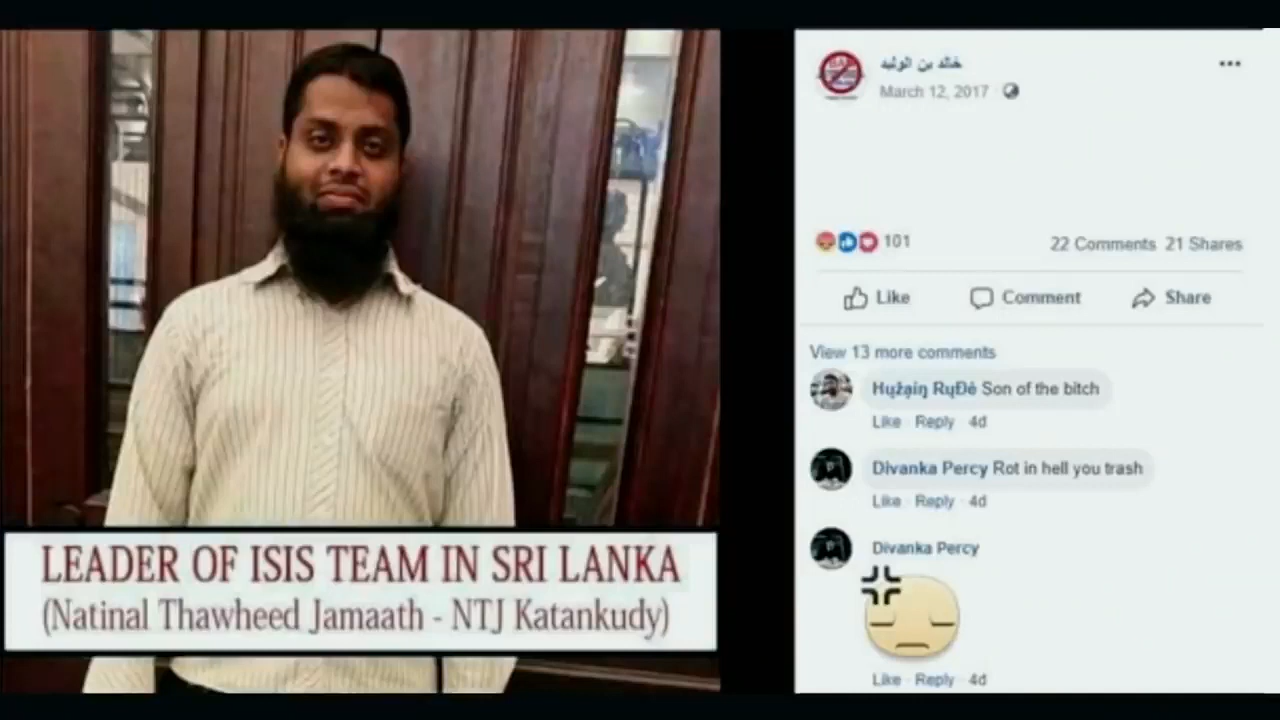 LEADER OF ISIS TEAM IN SRI LANKA
(Natinal Thawheed Jamaath - NTJ Katankudy)
خالد بن الوليد
March 12, 2017
101
22 Comments 21 Shares
Like Comment Share
View 13 more comments
Hųžąiŋ RyĐė Son of the bitch
Like Reply 4d
Divanka Percy Rot in hell you trash
Like Reply 4d
Divanka Percy
Like Reply 4d